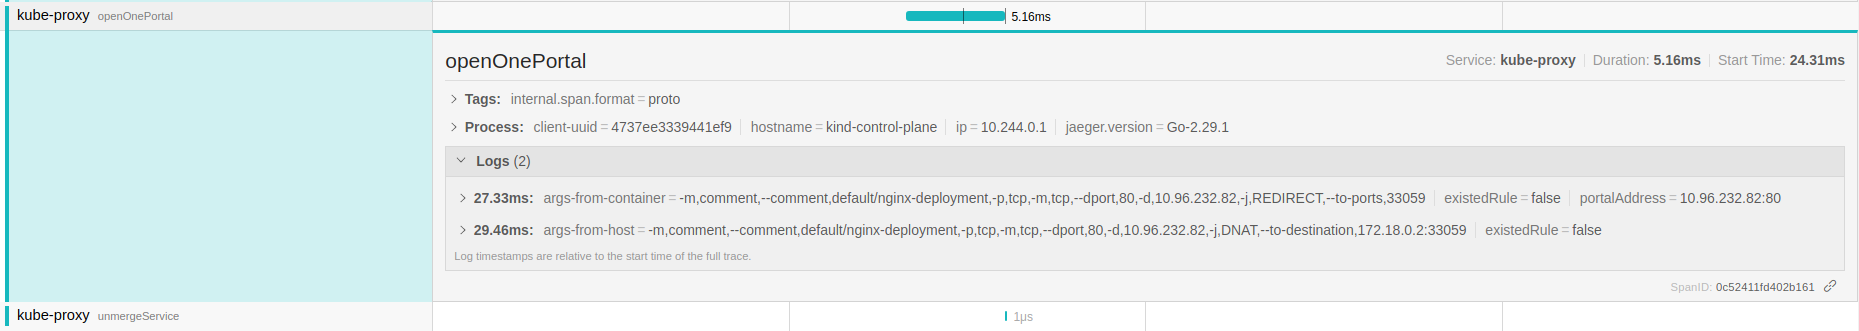 kube-proxy openOnePortal 5.16ms
openOnePortal Service: kube-proxy Duration: 5.16ms Start Time: 24.31ms
Tags: internal.span.format = proto
Process: client-uuid = 4737ee3339441ef9 hostname = kind-control-plane ip = 10.244.0.1 jaeger.version = Go-2.29.1
Logs (2)
27.33ms: args-from-container = -m,comment,--comment,default/nginx-deployment,-p,tcp,-m,tcp,--dport,80,-d,10.96.232.82,-j,REDIRECT,--to-ports,33059 existedRule = false portalAddress = 10.96.232.82:80
29.46ms: args-from-host = -m,comment,--comment,default/nginx-deployment,-p,tcp,-m,tcp,--dport,80,-d,10.96.232.82,-j,DNAT,--to-destination,172.18.0.2:33059 existedRule = false
Log timestamps are relative to the start time of the full trace.
SpanID: 0c52411fd402b161
kube-proxy unmergeService 1μs